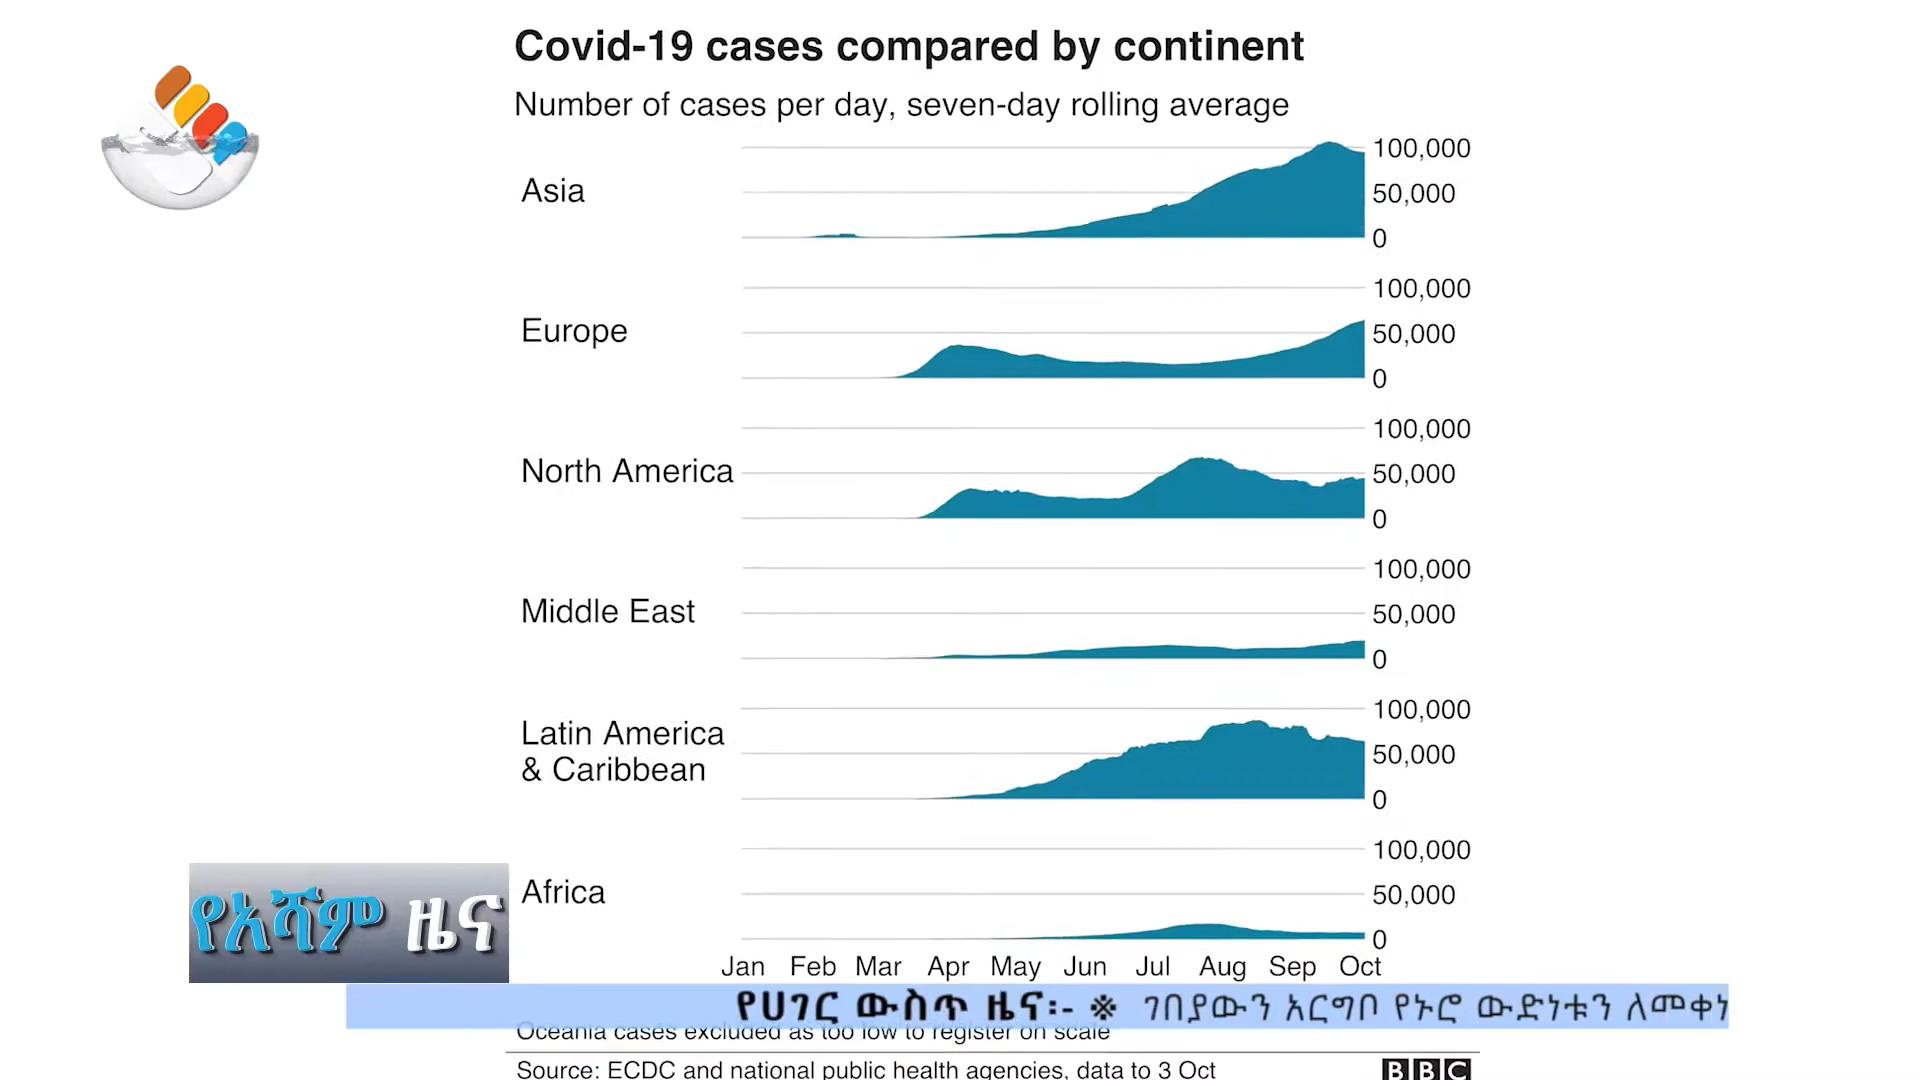 Covid-19 cases compared by continent
Number of cases per day, seven-day rolling average
Asia
100,000
50,000
0
Europe
100,000
50,000
0
North America
100,000
50,000
0
Middle East
100,000
50,000
0
Latin America
& Caribbean
100,000
50,000
0
Africa
100,000
50,000
0
Jan Feb Mar Apr May Jun Jul Aug Sep Oct
የአሻም ዜና
የሀገር ውስጥ ዜና፡- ※ ገበያውን አርግቦ የኑሮ ውድነቱን ለመቀነ
Oceania cases excluded as too low to register on scale
Source: ECDC and national public health agencies, data to 3 Oct
BBC